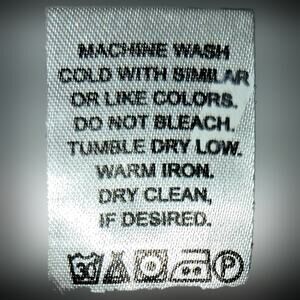 MACHINE WASH
COLD WITH SIMILAR
OR LIKE COLORS.
DO NOT BLEACH.
TUMBLE DRY LOW.
WARM IRON.
DRY CLEAN,
IF DESIRED.
P